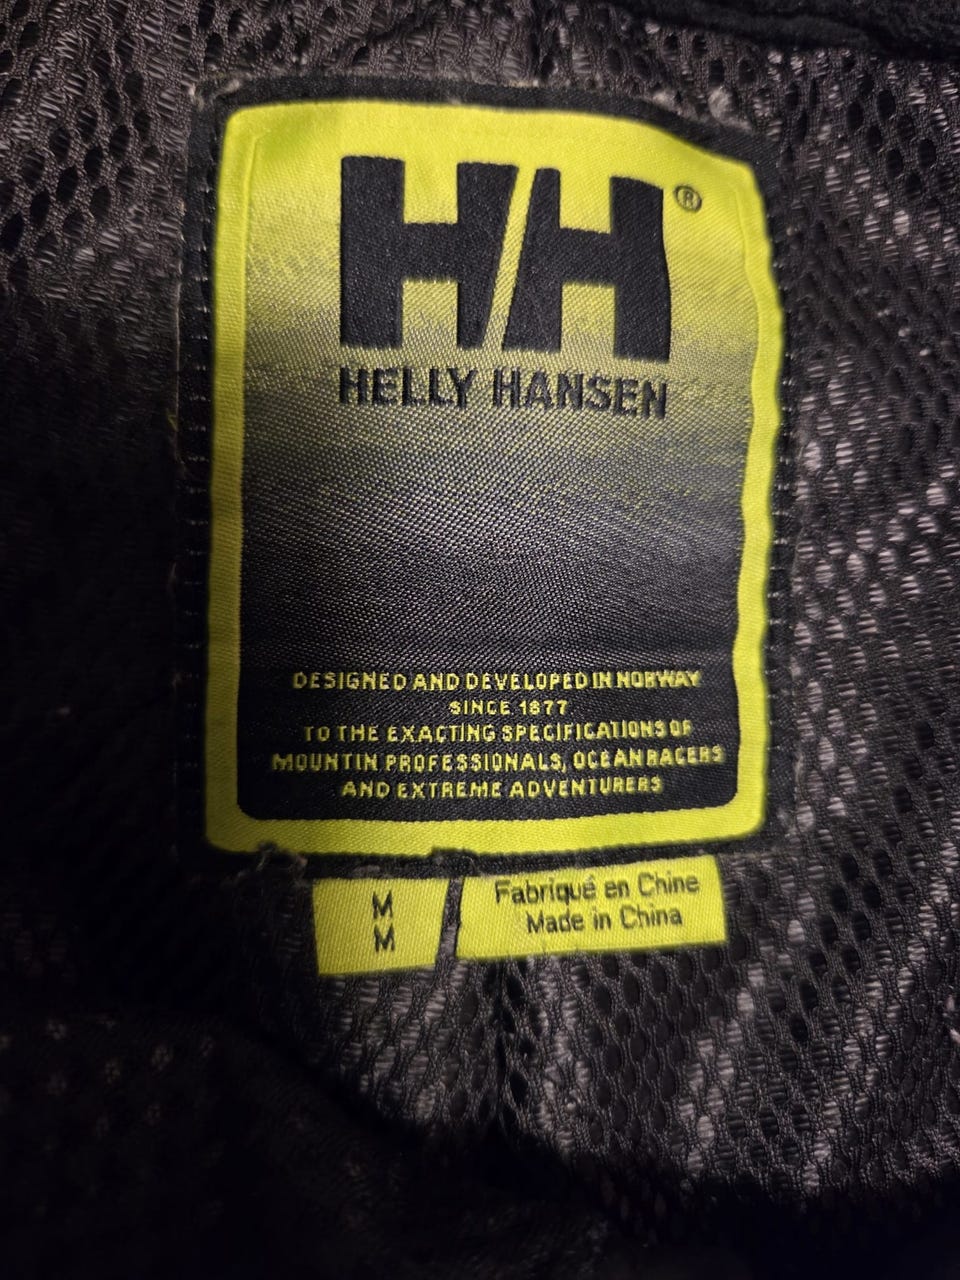 HH®
HELLY HANSEN
DESIGNED AND DEVELOPED IN NORWAY
SINCE 1877
TO THE EXACTING SPECIFICATIONS OF
MOUNTIN PROFESSIONALS, OCEAN RACERS
AND EXTREME ADVENTURERS
M
M
Fabriqué en Chine
Made in China